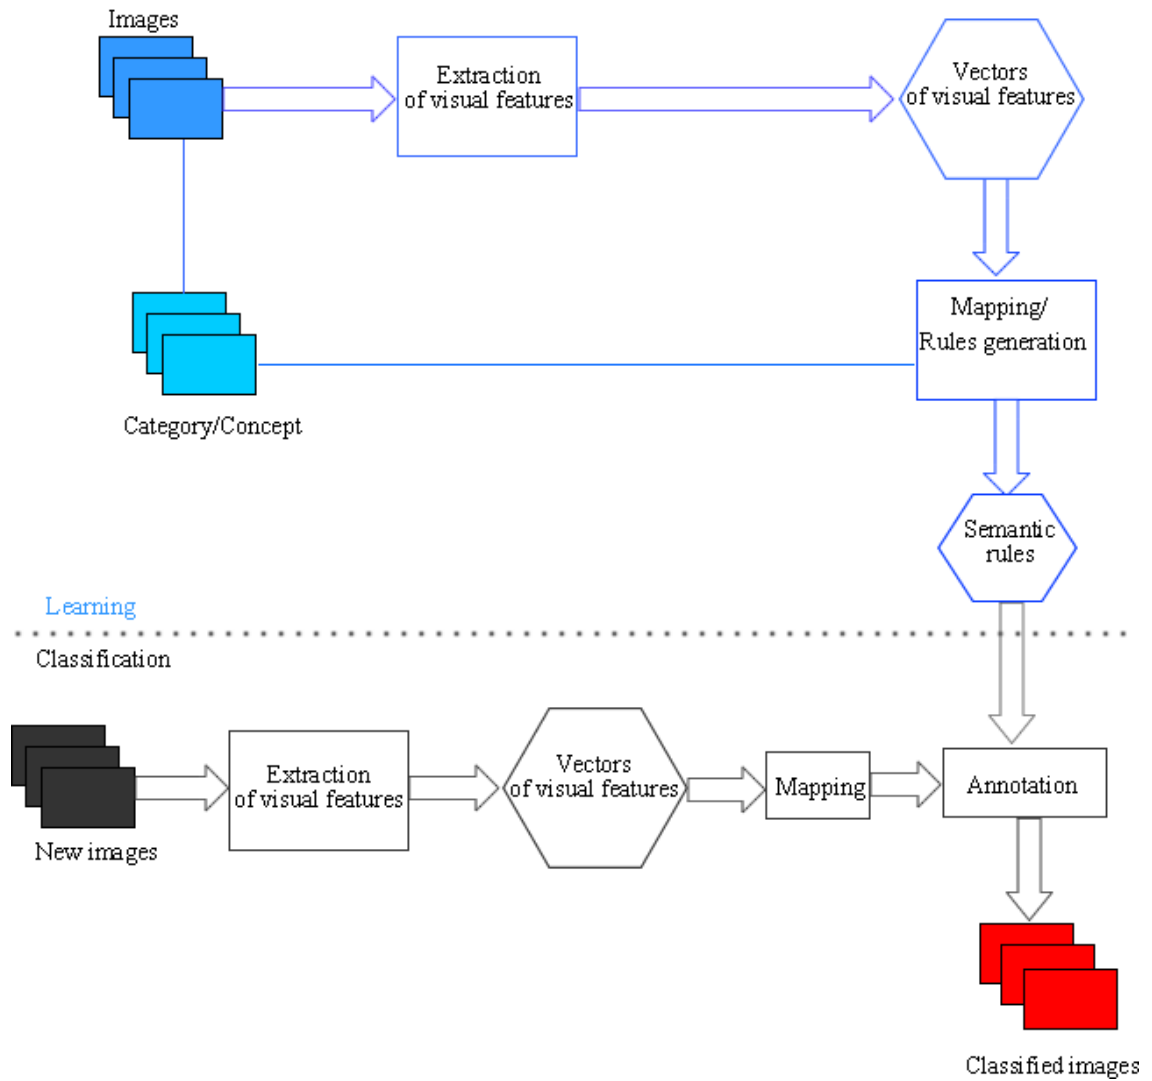 Images
Extraction
of visual features
Vectors
of visual features
Mapping/
Rules generation
Category/Concept
Semantic
rules
Learning
Classification
New images
Extraction
of visual features
Vectors
of visual features
Mapping
Annotation
Classified images